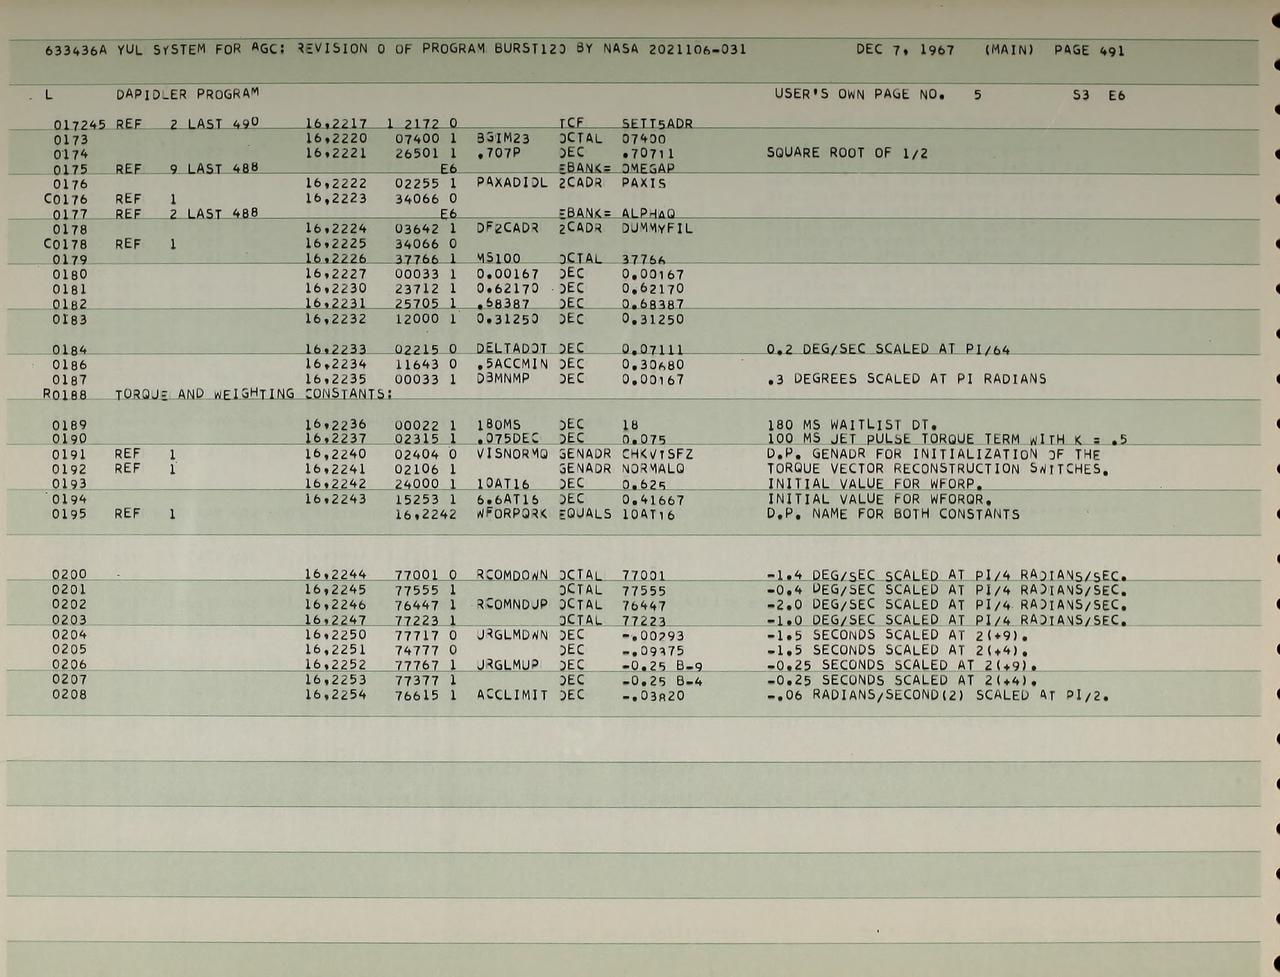 633436A YUL SYSTEM FOR AGC: REVISION 0 OF PROGRAM BURST120 BY NASA 2021106-031 DEC 7, 1967 (MAIN) PAGE 491
L DAPIDLER PROGRAM USER'S OWN PAGE NO. 5 S3 E6
017245 REF 2 LAST 490 16,2217 1 2172 0 TCF SETT5ADR
0173 16,2220 07400 1 BGIM23 OCTAL 07400
0174 16,2221 26501 1 .707P DEC .70711 SQUARE ROOT OF 1/2
0175 REF 9 LAST 488 E6 EBANK= OMEGAP
0176 16,2222 02255 1 PAXADIDL 2CADR PAXIS
C0176 REF 1 16,2223 34066 0
0177 REF 2 LAST 488 E6 EBANK= ALPHAQ
0178 16,2224 03642 1 DF2CADR 2CADR DUMMYFIL
C0178 REF 1 16,2225 34066 0
0179 16,2226 37766 1 MS100 OCTAL 37766
0180 16,2227 00033 1 0.00167 DEC 0.00167
0181 16,2230 23712 1 0.62170 DEC 0.62170
0182 16,2231 25705 1 .68387 DEC 0.68387
0183 16,2232 12000 1 0.31250 DEC 0.31250
0184 16,2233 02215 0 DELTADOT DEC 0.07111 0.2 DEG/SEC SCALED AT PI/64
0186 16,2234 11643 0 .5ACCMIN DEC 0.30680
0187 16,2235 00033 1 DBMNMP DEC 0.00167 .3 DEGREES SCALED AT PI RADIANS
R0188 TORQUE AND WEIGHTING CONSTANTS:
0189 16,2236 00022 1 180MS DEC 18 180 MS WAITLIST DT.
0190 16,2237 02315 1 .075DEC DEC 0.075 100 MS JET PULSE TORQUE TERM WITH K = .5
0191 REF 1 16,2240 02404 0 VISNORMQ GENADR CHKVISFZ D.P. GENADR FOR INITIALIZATION OF THE
0192 REF 1 16,2241 02106 1 GENADR NORMALQ TORQUE VECTOR RECONSTRUCTION SWITCHES.
0193 16,2242 24000 1 10AT16 DEC 0.625 INITIAL VALUE FOR WFORP.
0194 16,2243 15253 1 6.6AT16 DEC 0.41667 INITIAL VALUE FOR WFORQR.
0195 REF 1 16,2242 WFORPQRK EQUALS 10AT16 D.P. NAME FOR BOTH CONSTANTS
0200 16,2244 77001 0 RCOMDOWN OCTAL 77001 -1.4 DEG/SEC SCALED AT PI/4 RADIANS/SEC.
0201 16,2245 77555 1 OCTAL 77555 -0.4 DEG/SEC SCALED AT PI/4 RADIANS/SEC.
0202 16,2246 76447 1 RCOMNDUP OCTAL 76447 -2.0 DEG/SEC SCALED AT PI/4 RADIANS/SEC.
0203 16,2247 77223 1 OCTAL 77223 -1.0 DEG/SEC SCALED AT PI/4 RADIANS/SEC.
0204 16,2250 77717 0 URGLMDWN DEC -.00293 -1.5 SECONDS SCALED AT 2(+9).
0205 16,2251 74777 0 DEC -.09375 -1.5 SECONDS SCALED AT 2(+4).
0206 16,2252 77767 1 URGLMUP DEC -0.25 B-9 -0.25 SECONDS SCALED AT 2(+9).
0207 16,2253 77377 1 DEC -0.25 B-4 -0.25 SECONDS SCALED AT 2(+4).
0208 16,2254 76615 1 ACCLIMIT DEC -.03820 -.06 RADIANS/SECOND(2) SCALED AT PI/2.